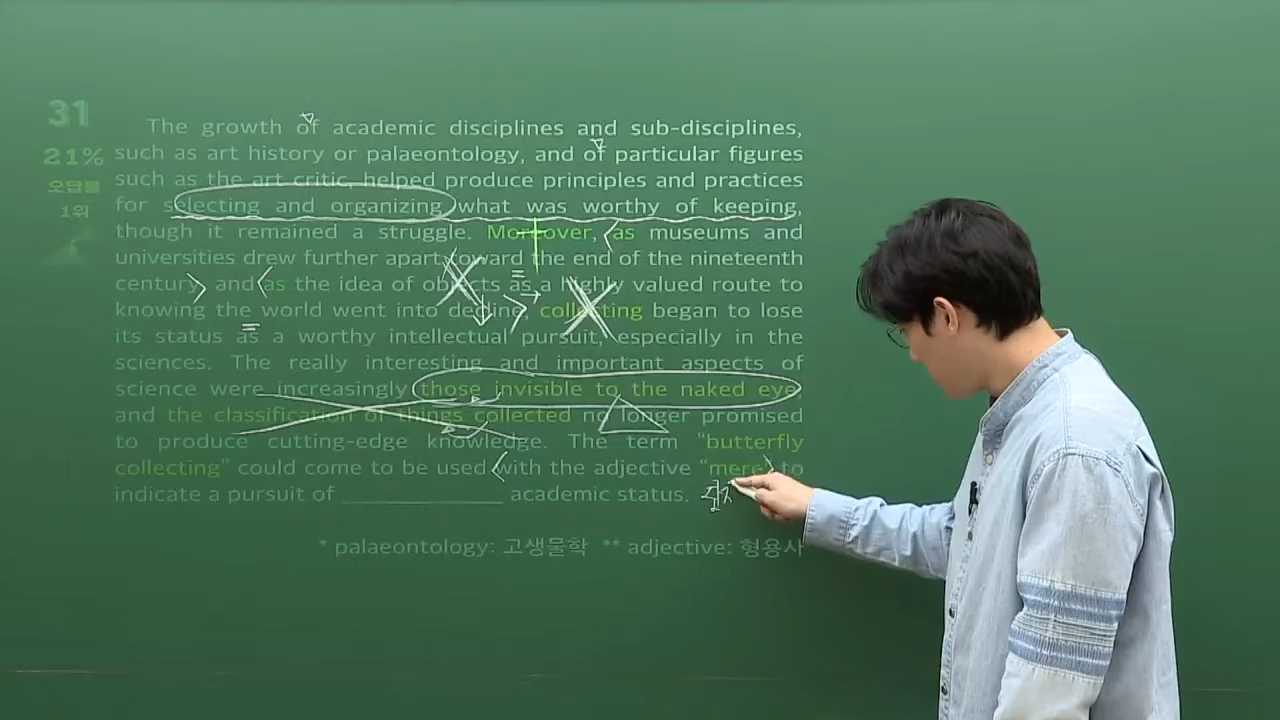 31
21%
오답률
1위
The growth of academic disciplines and sub-disciplines,
such as art history or palaeontology, and of particular figures
such as the art critic, helped produce principles and practices
for selecting and organizing what was worthy of keeping,
though it remained a struggle. Moreover, as museums and
universities drew further apart toward the end of the nineteenth
century, and as the idea of objects as a highly valued route to
knowing the world went into decline, collecting began to lose
its status as a worthy intellectual pursuit, especially in the
sciences. The really interesting and important aspects of
science were increasingly those invisible to the naked eye,
and the classification of things collected no longer promised
to produce cutting-edge knowledge. The term “butterfly
collecting” could come to be used with the adjective “mere” to
indicate a pursuit of ____________ academic status.
* palaeontology: 고생물학 ** adjective: 형용사